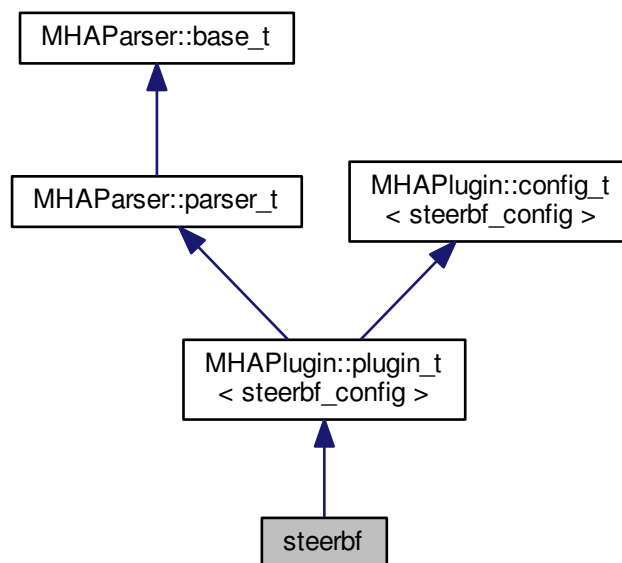 MHAParser::base_t
MHAParser::parser_t
MHAPlugin::config_t
< steerbf_config >
MHAPlugin::plugin_t
< steerbf_config >
steerbf